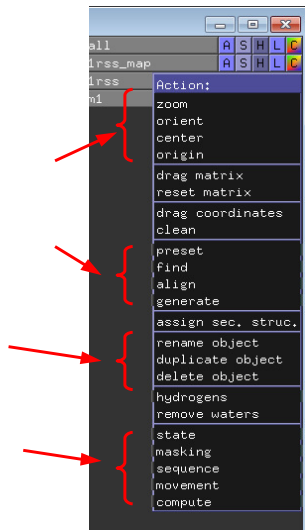 all A S H L C
1rss_map A S H L C
1rss
m1
Action:
zoom
orient
center
origin
drag matrix
reset matrix
drag coordinates
clean
preset
find
align
generate
assign sec. struc.
rename object
duplicate object
delete object
hydrogens
remove waters
state
masking
sequence
movement
compute